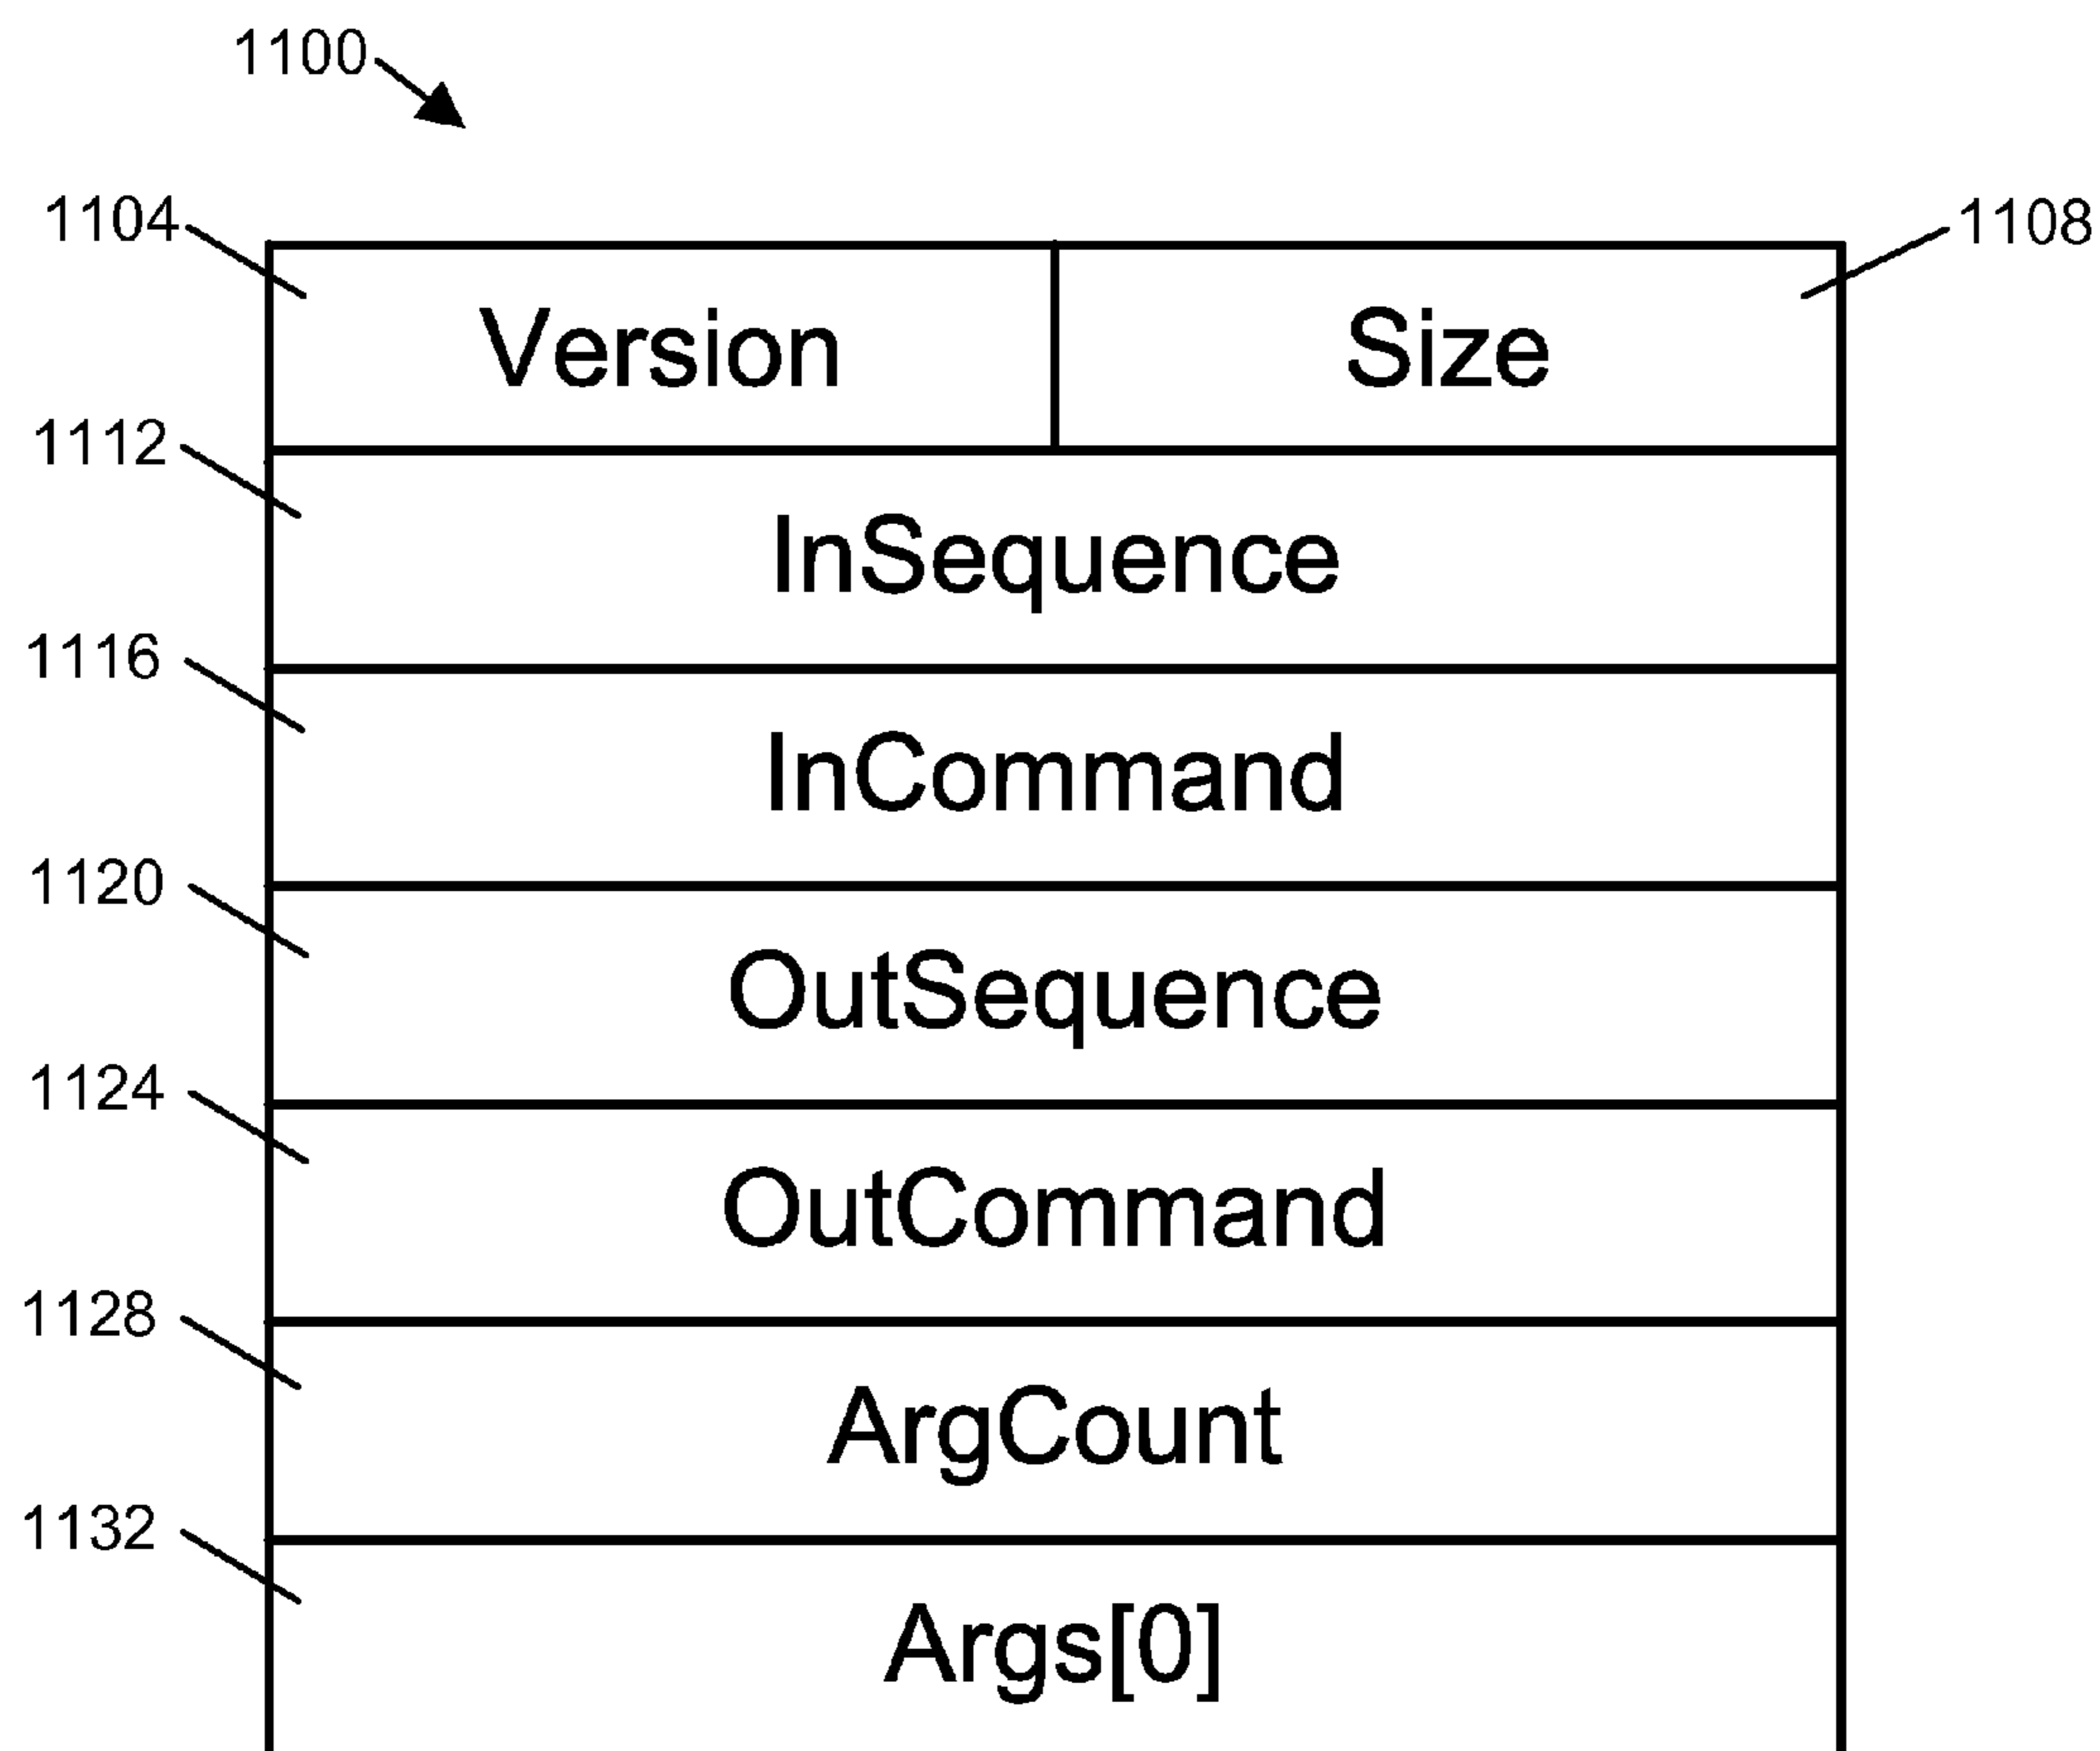 1100
1104
1108
Version
Size
1112
InSequence
1116
InCommand
1120
OutSequence
1124
OutCommand
1128
ArgCount
1132
Args[0]